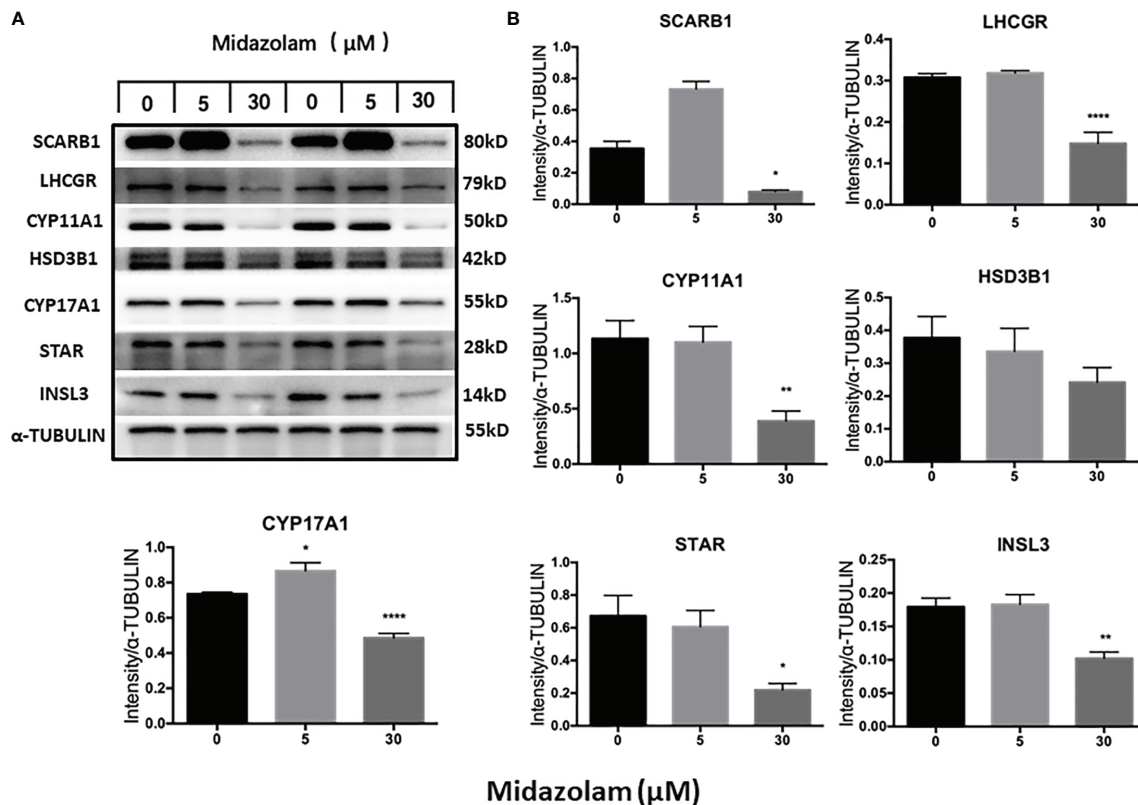 A
Midazolam ( μM)
0 5 30 0 5 30
SCARB1 80kD
LHCGR 79kD
CYP11A1 50kD
HSD3B1 42kD
CYP17A1 55kD
STAR 28kD
INSL3 14kD
α-TUBULIN 55kD
B
SCARB1
Intensity/α-TUBULIN
1.0
0.8
0.6
0.4
0.2
0.0
*
0 5 30
LHCGR
Intensity/α-TUBULIN
0.4
0.3
0.2
0.1
0.0
****
0 5 30
CYP11A1
Intensity/α-TUBULIN
1.5
1.0
0.5
0.0
**
0 5 30
HSD3B1
Intensity/α-TUBULIN
0.5
0.4
0.3
0.2
0.1
0.0
0 5 30
CYP17A1
Intensity/α-TUBULIN
1.0
0.8
0.6
0.4
0.2
0.0
*
****
0 5 30
STAR
Intensity/α-TUBULIN
1.0
0.8
0.6
0.4
0.2
0.0
*
0 5 30
INSL3
Intensity/α-TUBULIN
0.25
0.20
0.15
0.10
0.05
0.00
**
0 5 30
Midazolam (μM)